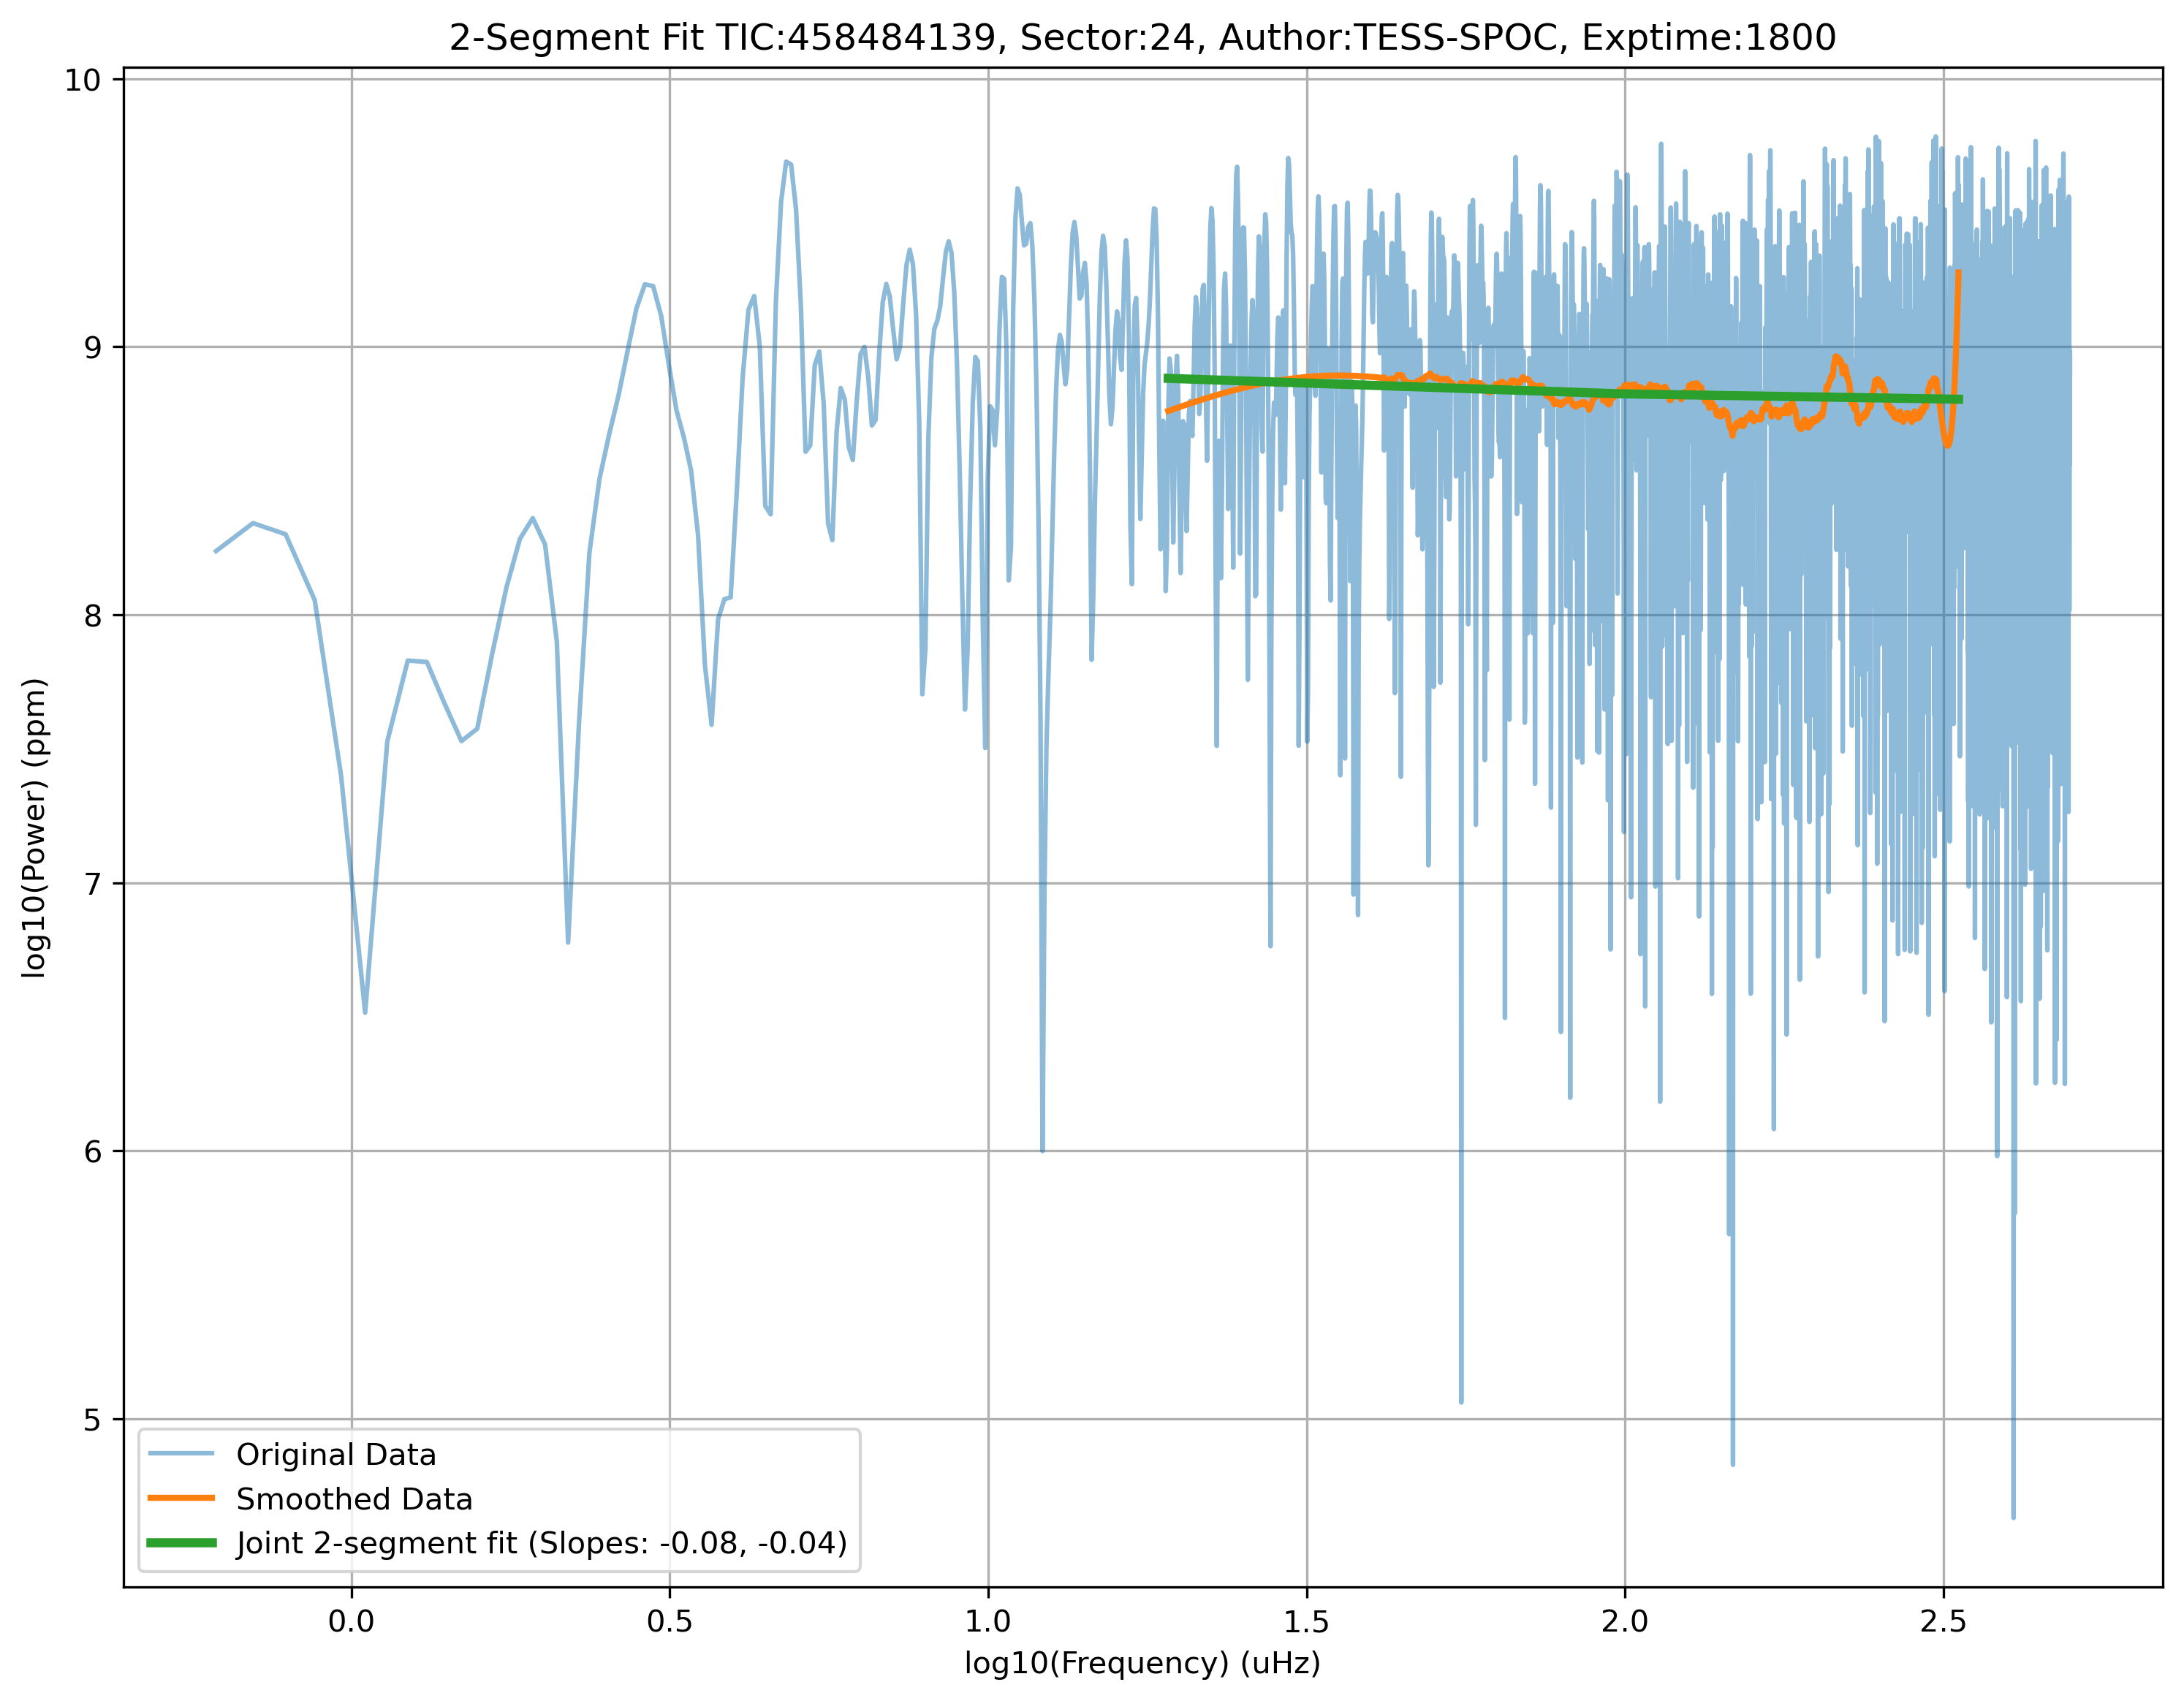 2-Segment Fit TIC:458484139, Sector:24, Author:TESS-SPOC, Exptime:1800
log10(Power) (ppm)
10
9
8
7
6
5
Original Data
Smoothed Data
Joint 2-segment fit (Slopes: -0.08, -0.04)
0.0 0.5 1.0 1.5 2.0 2.5
log10(Frequency) (uHz)